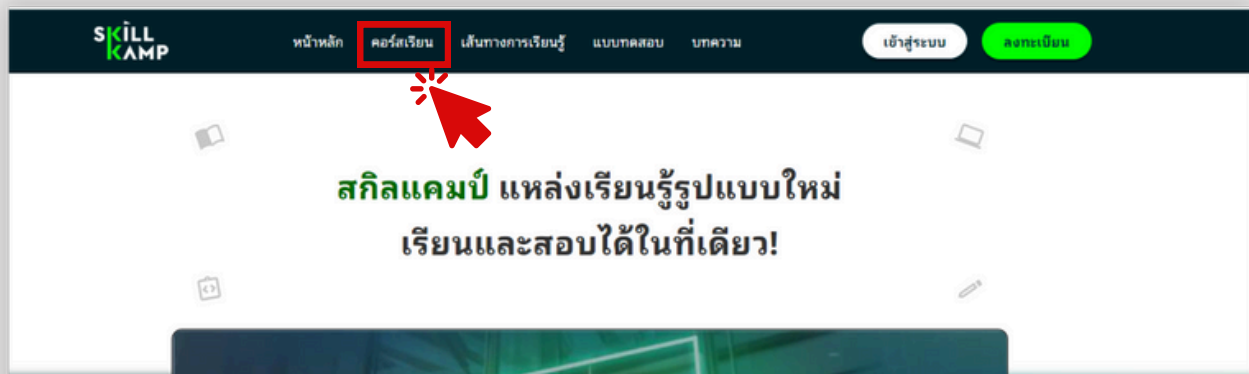 SKILL
KAMP
หน้าหลัก คอร์สเรียน เส้นทางการเรียนรู้ แบบทดสอบ บทความ เข้าสู่ระบบ ลงทะเบียน
สกิลแคมป์ แหล่งเรียนรู้รูปแบบใหม่
เรียนและสอบได้ในที่เดียว!